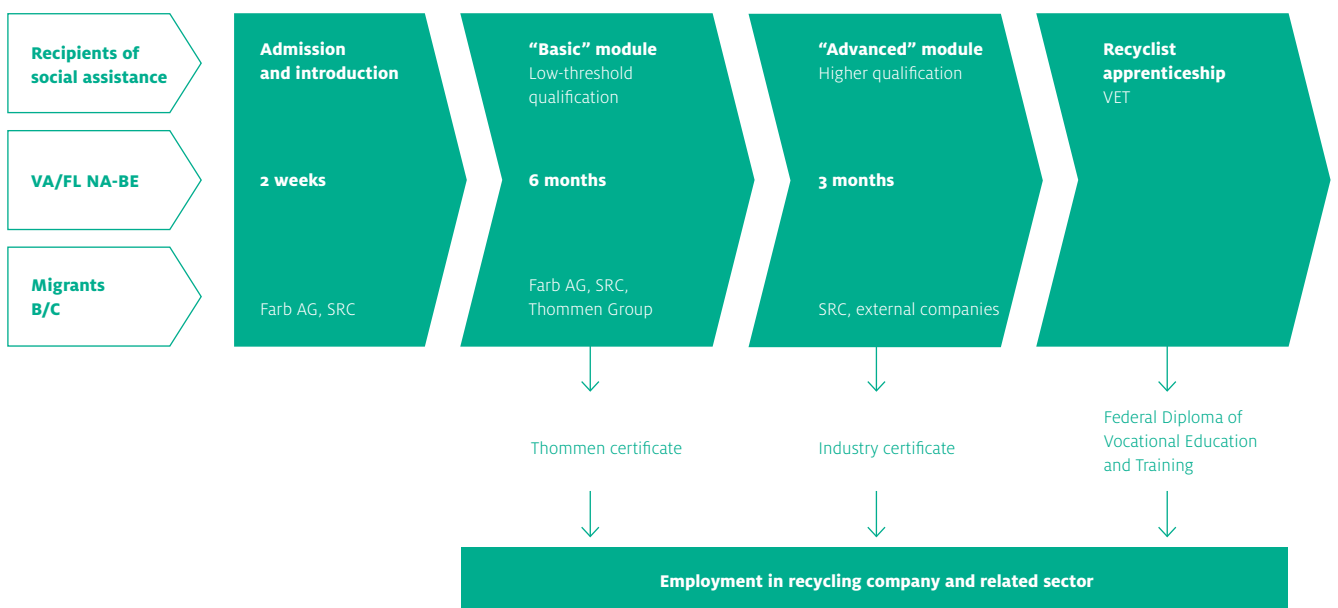 Recipients of
social assistance
VA/FL NA-BE
Migrants
B/C
Admission
and introduction
2 weeks
Farb AG, SRC
“Basic” module
Low-threshold
qualification
6 months
Farb AG, SRC,
Thommen Group
“Advanced” module
Higher qualification
3 months
SRC, external companies
Recyclist
apprenticeship
VET
Thommen certificate
Industry certificate
Federal Diploma of
Vocational Education
and Training
Employment in recycling company and related sector